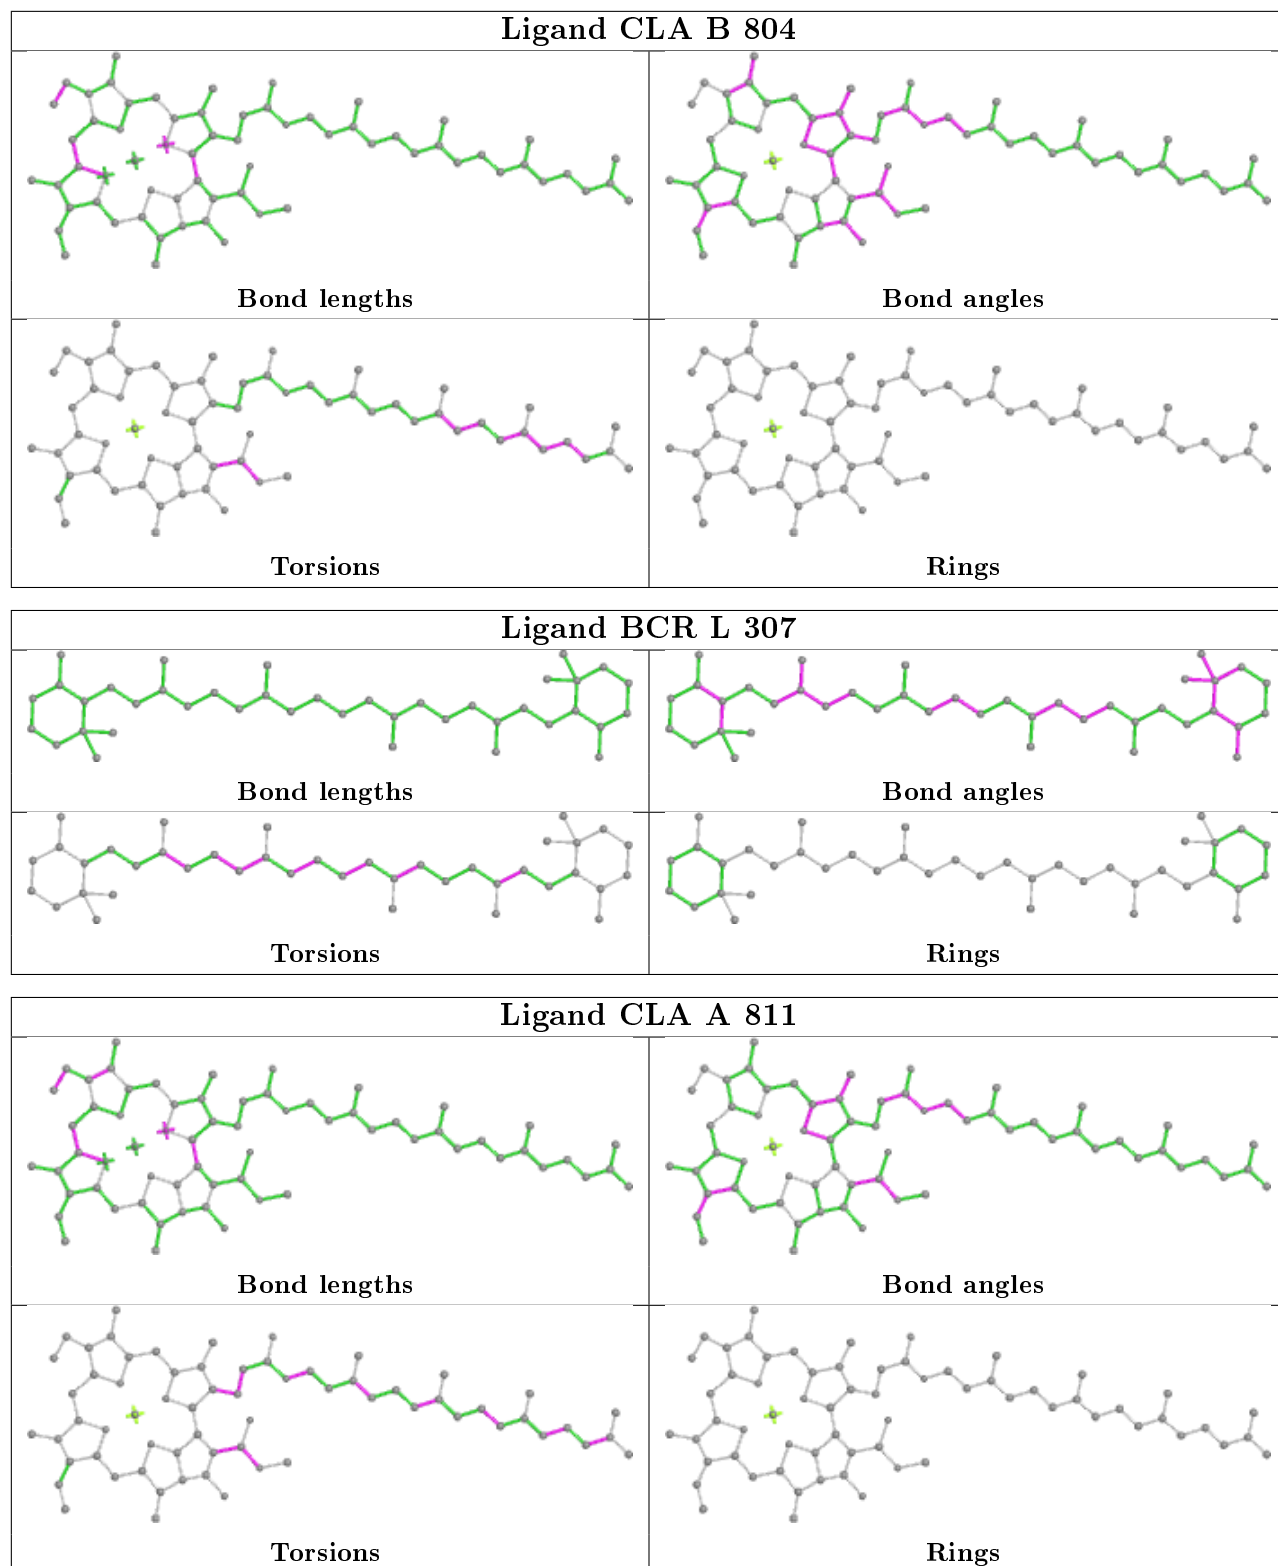 Ligand CLA B 804
Bond lengths
Bond angles
Torsions
Rings
Ligand BCR L 307
Bond lengths
Bond angles
Torsions
Rings
Ligand CLA A 811
Bond lengths
Bond angles
Torsions
Rings